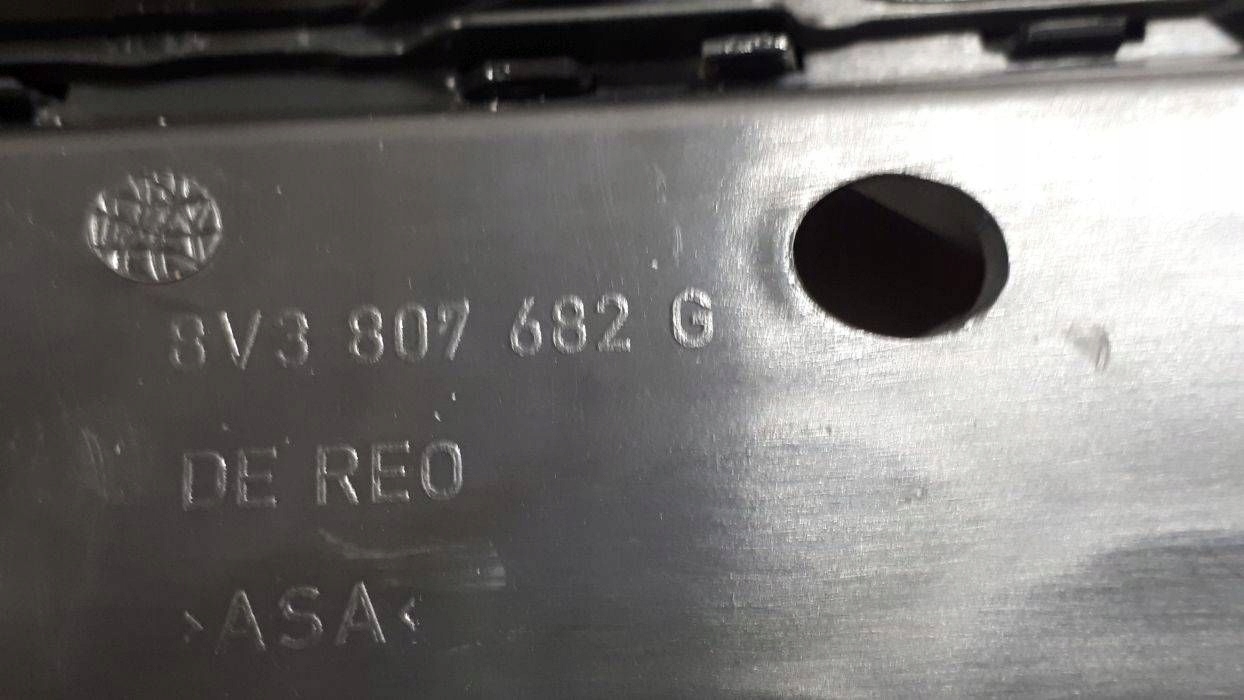 8V3 807 682 G
DE REO
>ASA<